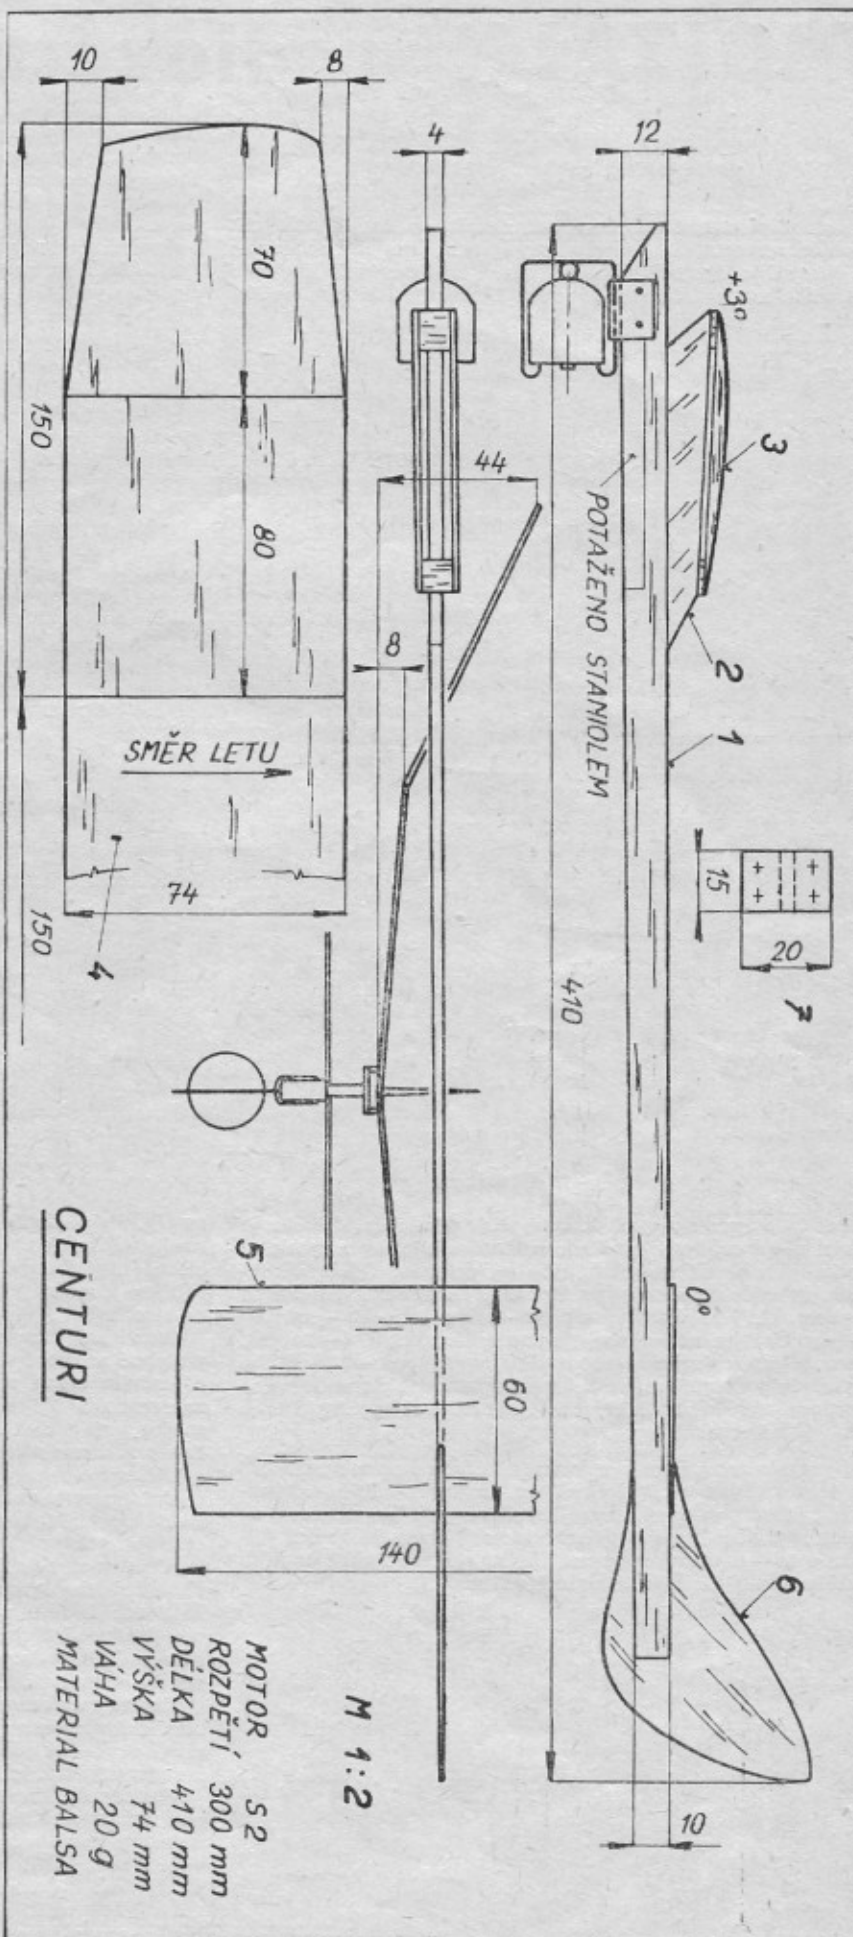 10
8
4
12
70
+3°
3
150
44
POTAŽENO STANIOLEM
80
8
2
1
SMĚR LETU
15
20
7
74
4
150
410
5
CENTURI
0°
60
140
6
10
M 1:2
MOTOR S2
ROZPĚTÍ 300 mm
DÉLKA 410 mm
VÝŠKA 74 mm
VÁHA 20 g
MATERIAL BALSA